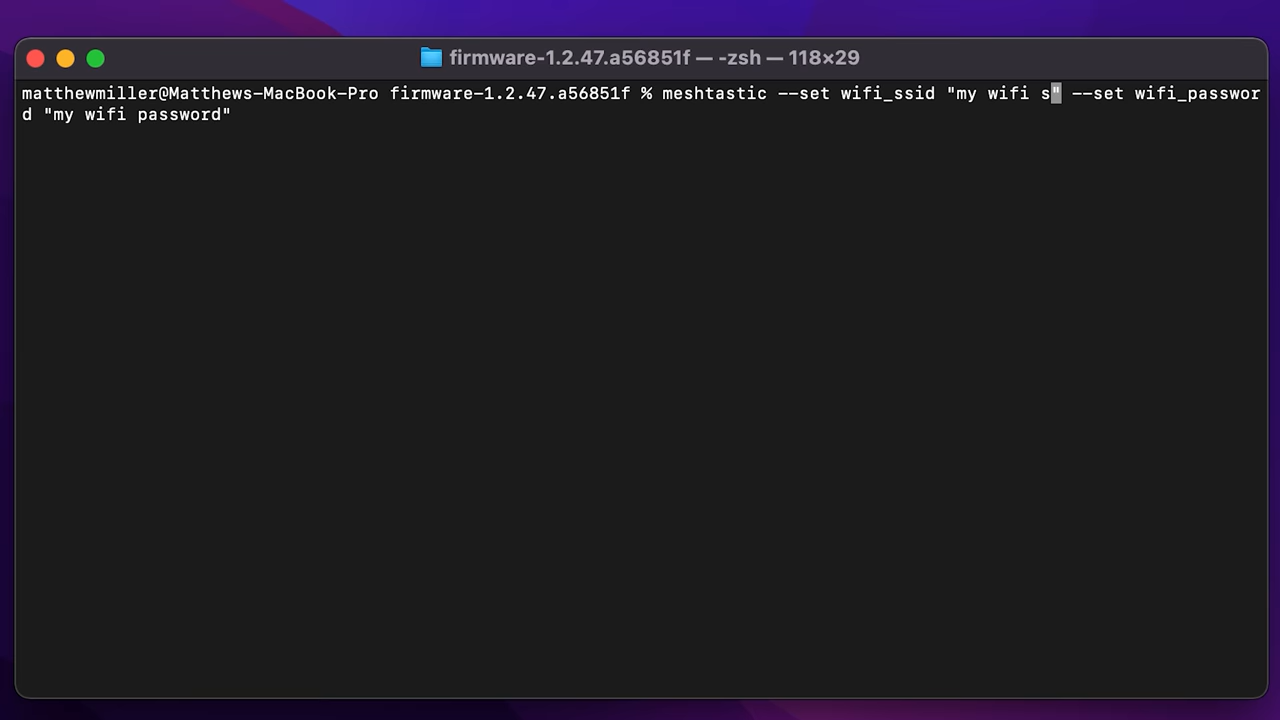 firmware-1.2.47.a56851f — -zsh — 118×29
matthewmiller@Matthews-MacBook-Pro firmware-1.2.47.a56851f % meshtastic --set wifi_ssid "my wifi s" --set wifi_passwor
d "my wifi password"